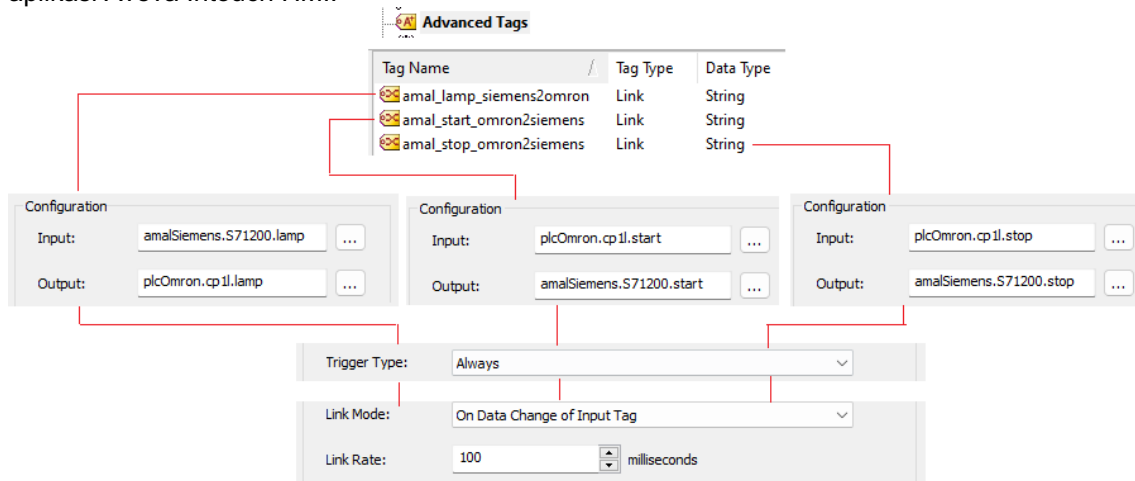 Advanced Tags
Tag Name / Tag Type Data Type
amal_lamp_siemens2omron Link String
amal_start_omron2siemens Link String
amal_stop_omron2siemens Link String
Configuration
Input: amalSiemens.S71200.lamp ...
Output: plcOmron.cp1l.lamp ...
Configuration
Input: plcOmron.cp1l.start ...
Output: amalSiemens.S71200.start ...
Configuration
Input: plcOmron.cp1l.stop ...
Output: amalSiemens.S71200.stop ...
Trigger Type: Always
Link Mode: On Data Change of Input Tag
Link Rate: 100 milliseconds